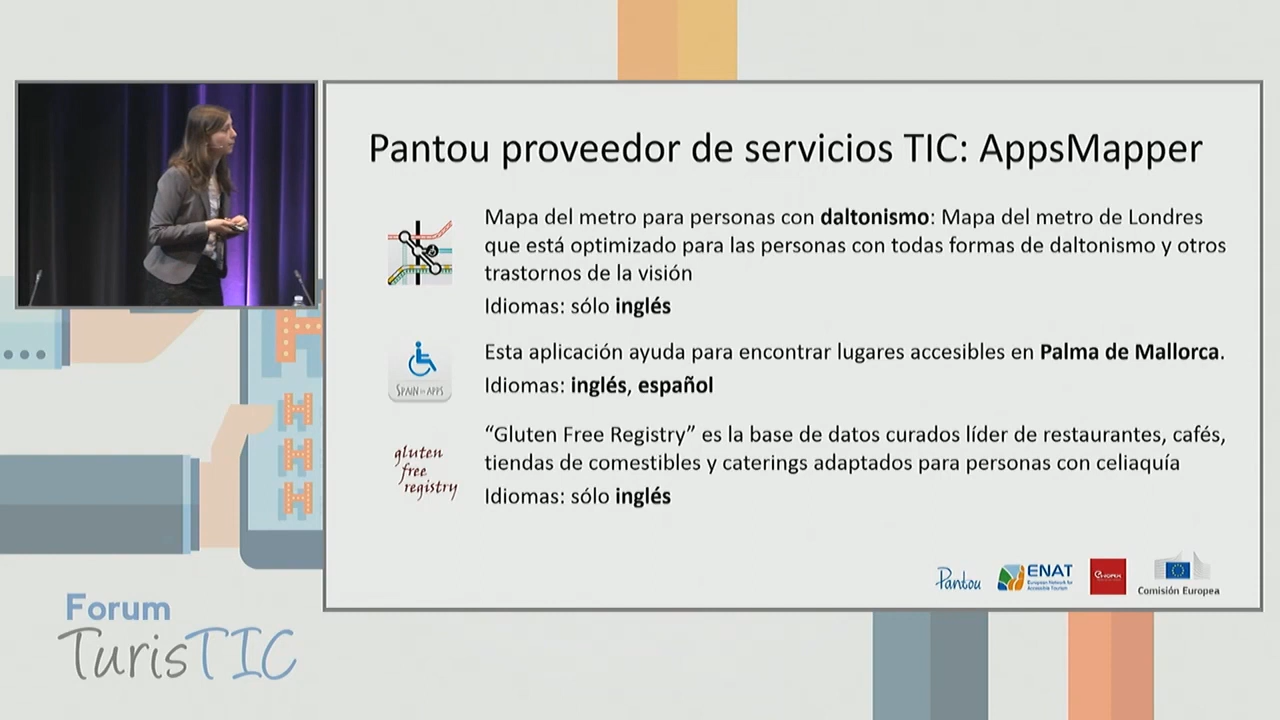 Pantou proveedor de servicios TIC: AppsMapper
Mapa del metro para personas con daltonismo: Mapa del metro de Londres
que está optimizado para las personas con todas formas de daltonismo y otros
trastornos de la visión
Idiomas: sólo inglés
Esta aplicación ayuda para encontrar lugares accesibles en Palma de Mallorca.
Idiomas: inglés, español
SPAIN in APPS
"Gluten Free Registry" es la base de datos curados líder de restaurantes, cafés,
tiendas de comestibles y caterings adaptados para personas con celiaquía
Idiomas: sólo inglés
gluten
free
registry
Pantou
ENAT
European Network for
Accessible Tourism
Comisión Europea
Forum
TurisTIC